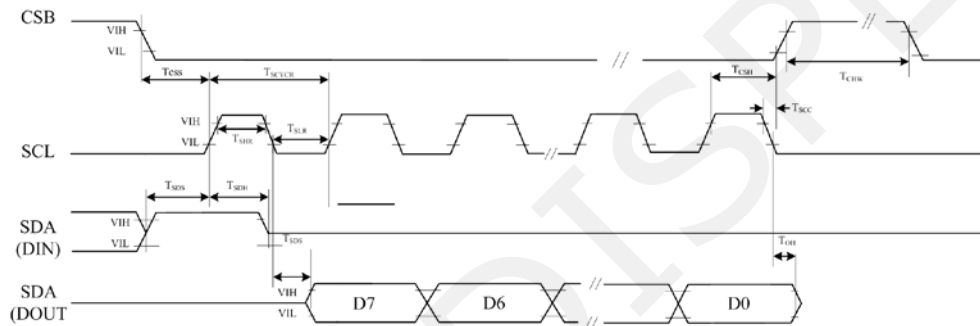 CSB
VIH
VIL
//
//
Tcss
TSCYCR
TCSH
TCHW
TSCC
SCL
VIH
VIL
TSHR
TSLR
//
//
TSDS
TSDH
SDA
(DIN)
VIH
VIL
TSDS
TOH
SDA
(DOUT
VIH
VIL
D7
D6
//
//
D0
DISPL